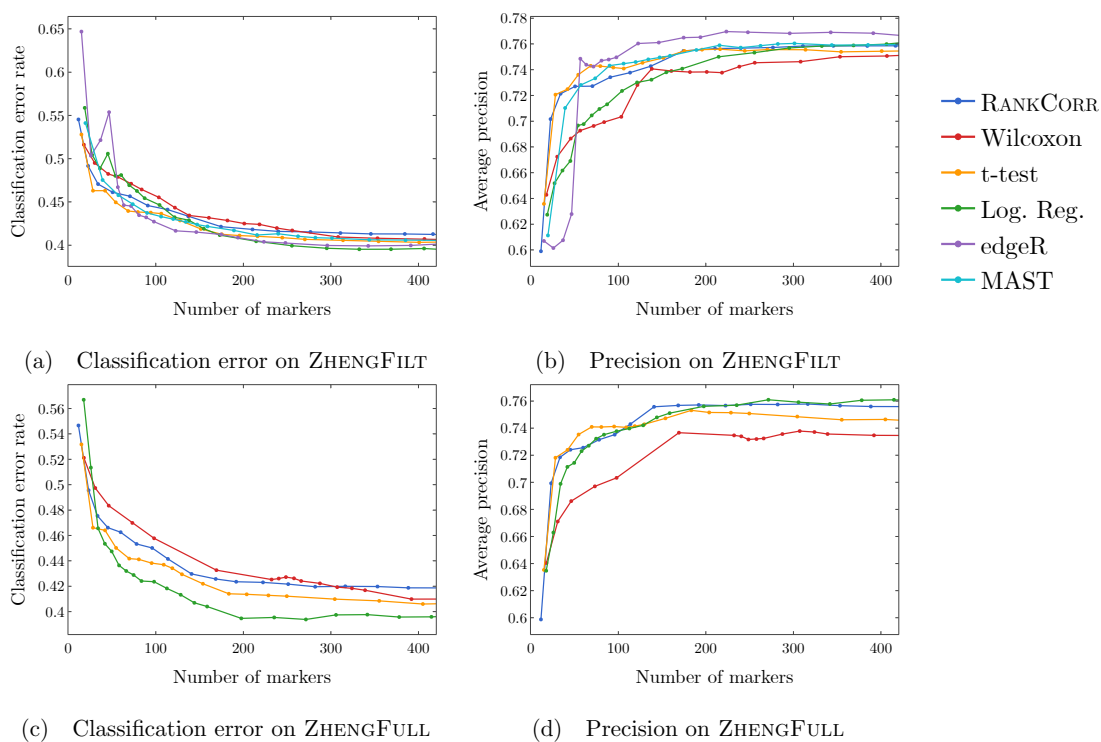 0.65
0.6
0.55
0.5
0.45
0.4
Classification error rate
0 100 200 300 400
Number of markers
(a) Classification error on ZHENGFILT
0.78
0.76
0.74
0.72
0.7
0.68
0.66
0.64
0.62
0.6
Average precision
0 100 200 300 400
Number of markers
(b) Precision on ZHENGFILT
RANKCORR
Wilcoxon
t-test
Log. Reg.
edgeR
MAST
0.56
0.54
0.52
0.5
0.48
0.46
0.44
0.42
0.4
Classification error rate
0 100 200 300 400
Number of markers
(c) Classification error on ZHENGFULL
0.76
0.74
0.72
0.7
0.68
0.66
0.64
0.62
0.6
Average precision
0 100 200 300 400
Number of markers
(d) Precision on ZHENGFULL